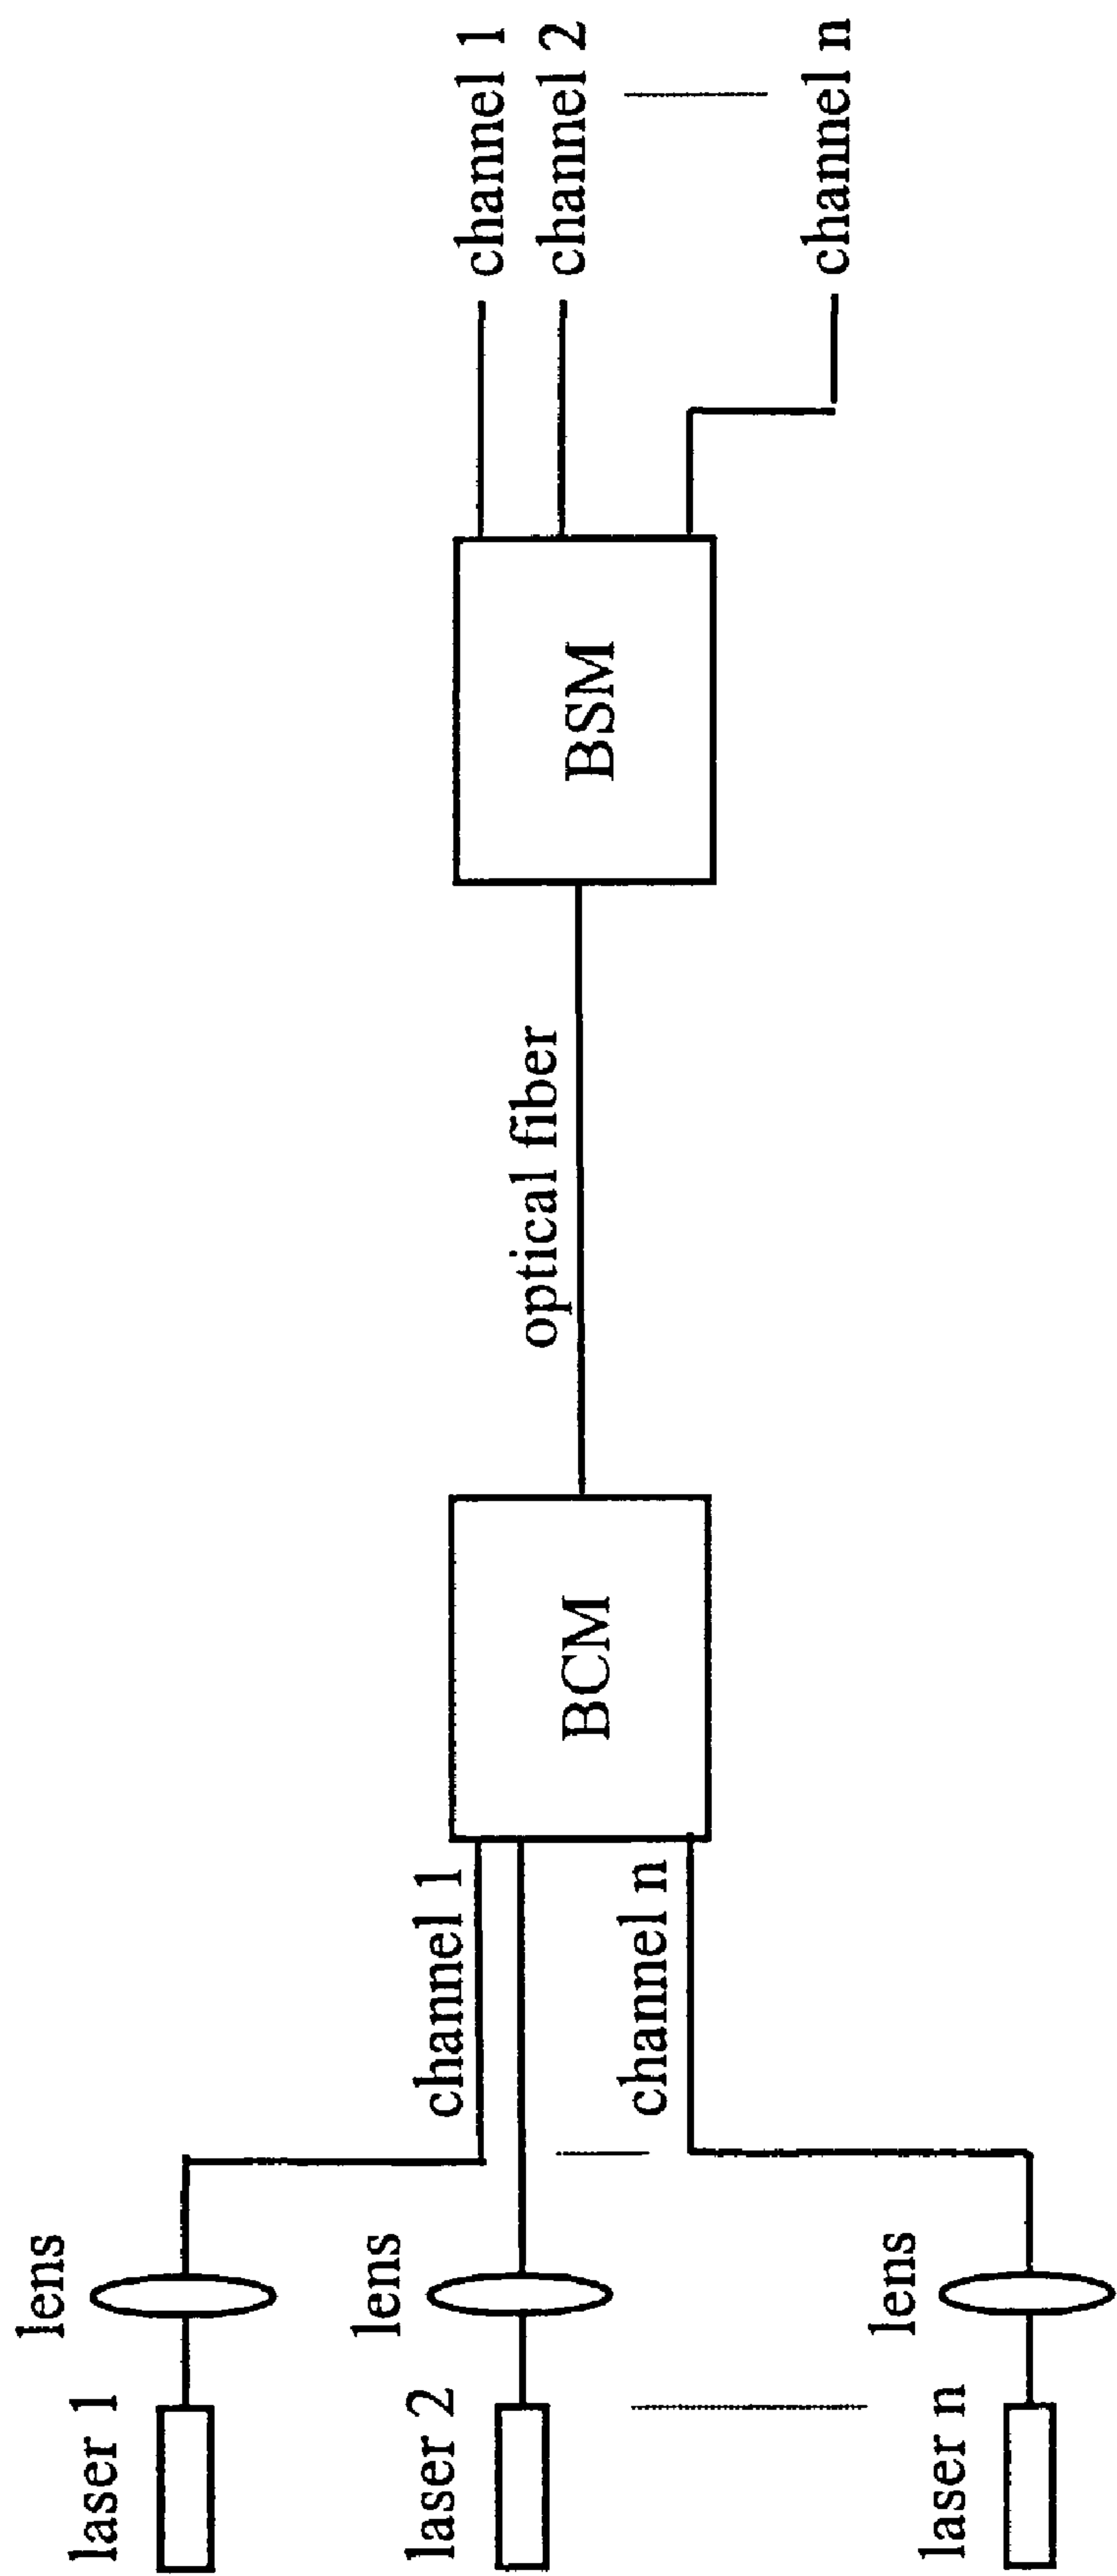 laser 1
lens
laser 2
lens
laser n
lens
channel 1
channel n
BCM
optical fiber
BSM
channel 1
channel 2
channel n